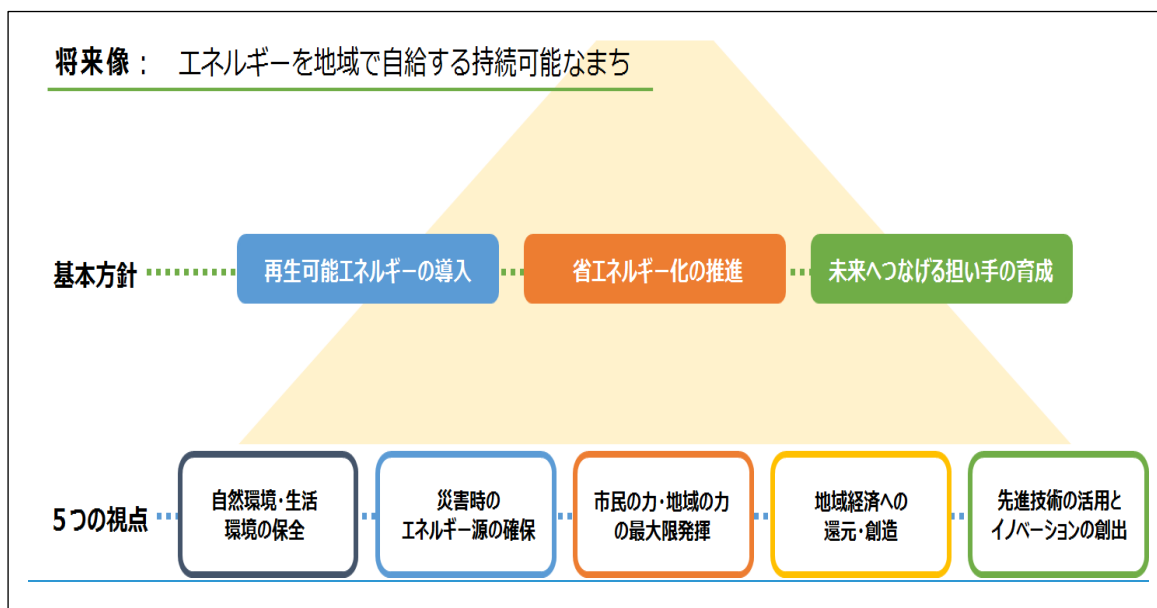 将来像： エネルギーを地域で自給する持続可能なまち
基本方針
再生可能エネルギーの導入
省エネルギー化の推進
未来へつなげる担い手の育成
５つの視点
自然環境・生活
環境の保全
災害時の
エネルギー源の確保
市民の力・地域の力
の最大限発揮
地域経済への
還元・創造
先進技術の活用と
イノベーションの創出